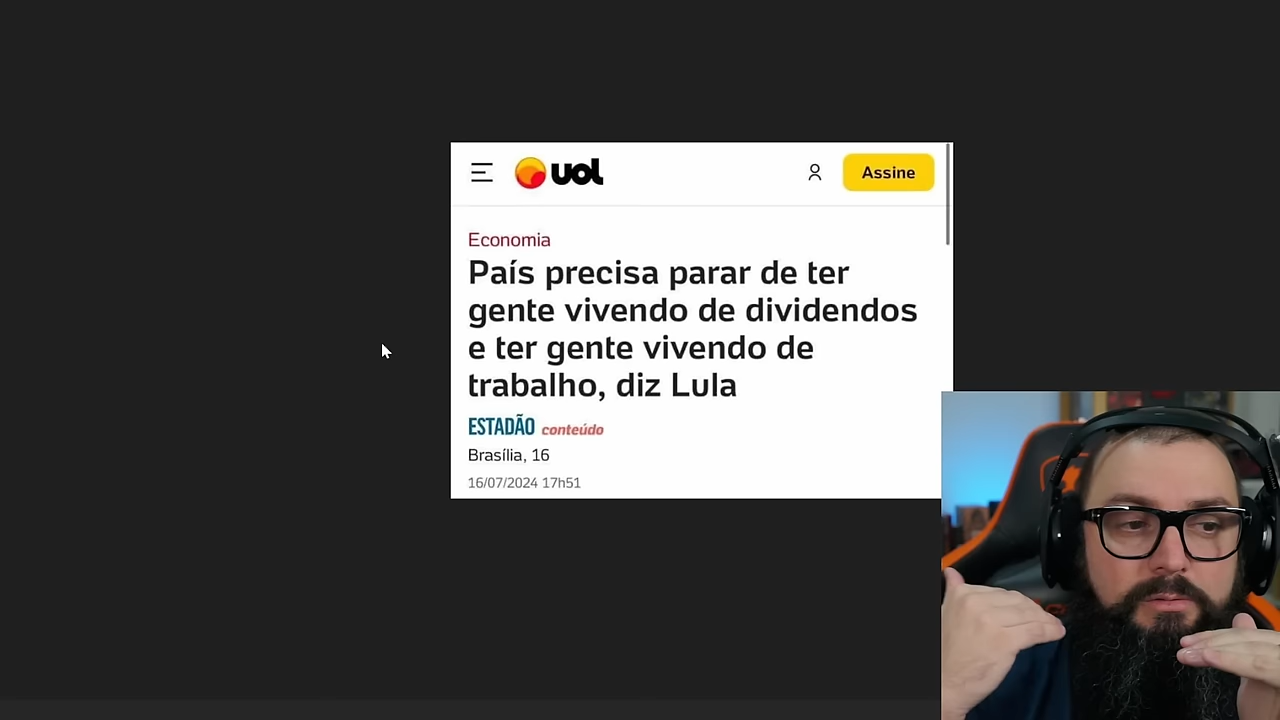 uol
Assine
Economia
País precisa parar de ter
gente vivendo de dividendos
e ter gente vivendo de
trabalho, diz Lula
ESTADÃO conteúdo
Brasília, 16
16/07/2024 17h51